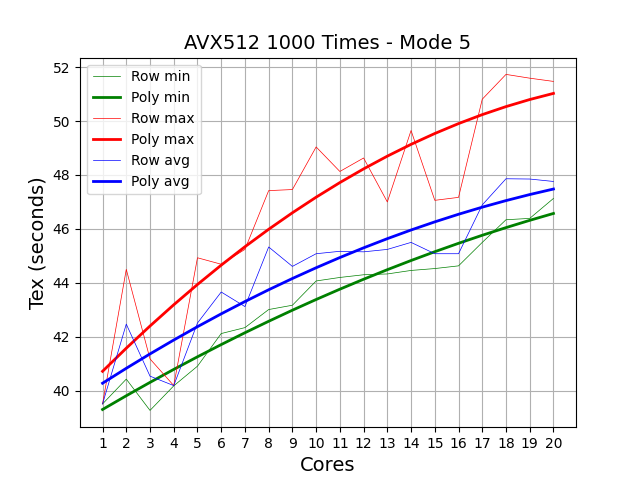 AVX512 1000 Times - Mode 5
Row min
Poly min
Row max
Poly max
Row avg
Poly avg
52
50
48
46
44
42
40
Tex (seconds)
1 2 3 4 5 6 7 8 9 10 11 12 13 14 15 16 17 18 19 20
Cores